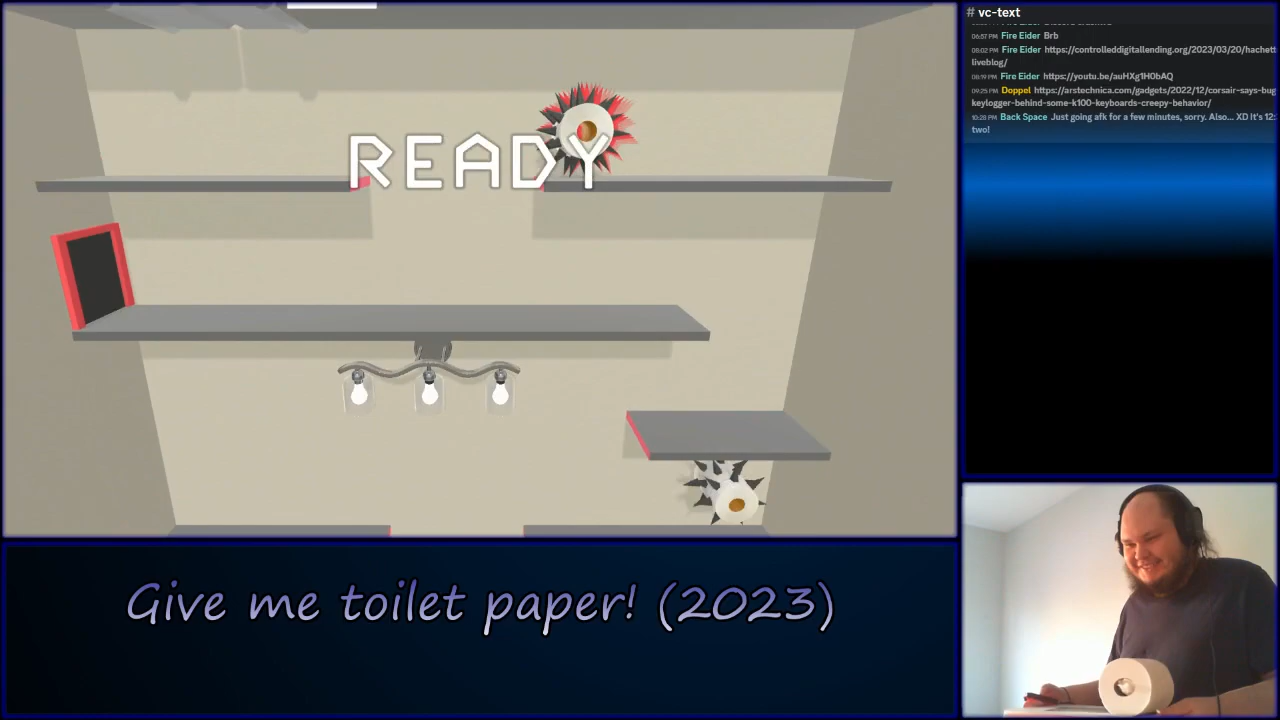 # vc-text
06:57 PM Fire Eider Brb
08:02 PM Fire Eider https://controlleddigitallending.org/2023/03/20/hachett
liveblog/
08:19 PM Fire Eider https://youtu.be/auHXg1H0bAQ
09:25 PM Doppel https://arstechnica.com/gadgets/2022/12/corsair-says-bug
keylogger-behind-some-k100-keyboards-creepy-behavior/
10:28 PM Back Space Just going afk for a few minutes, sorry. Also... XD It's 12:
two!
READY
Give me toilet paper! (2023)